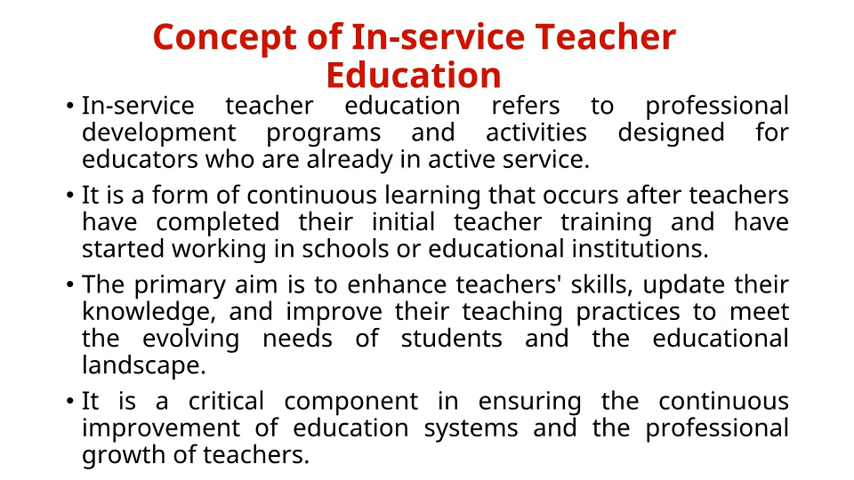 Concept of In-service Teacher
Education
• In-service teacher education refers to professional
development programs and activities designed for
educators who are already in active service.
• It is a form of continuous learning that occurs after teachers
have completed their initial teacher training and have
started working in schools or educational institutions.
• The primary aim is to enhance teachers' skills, update their
knowledge, and improve their teaching practices to meet
the evolving needs of students and the educational
landscape.
• It is a critical component in ensuring the continuous
improvement of education systems and the professional
growth of teachers.